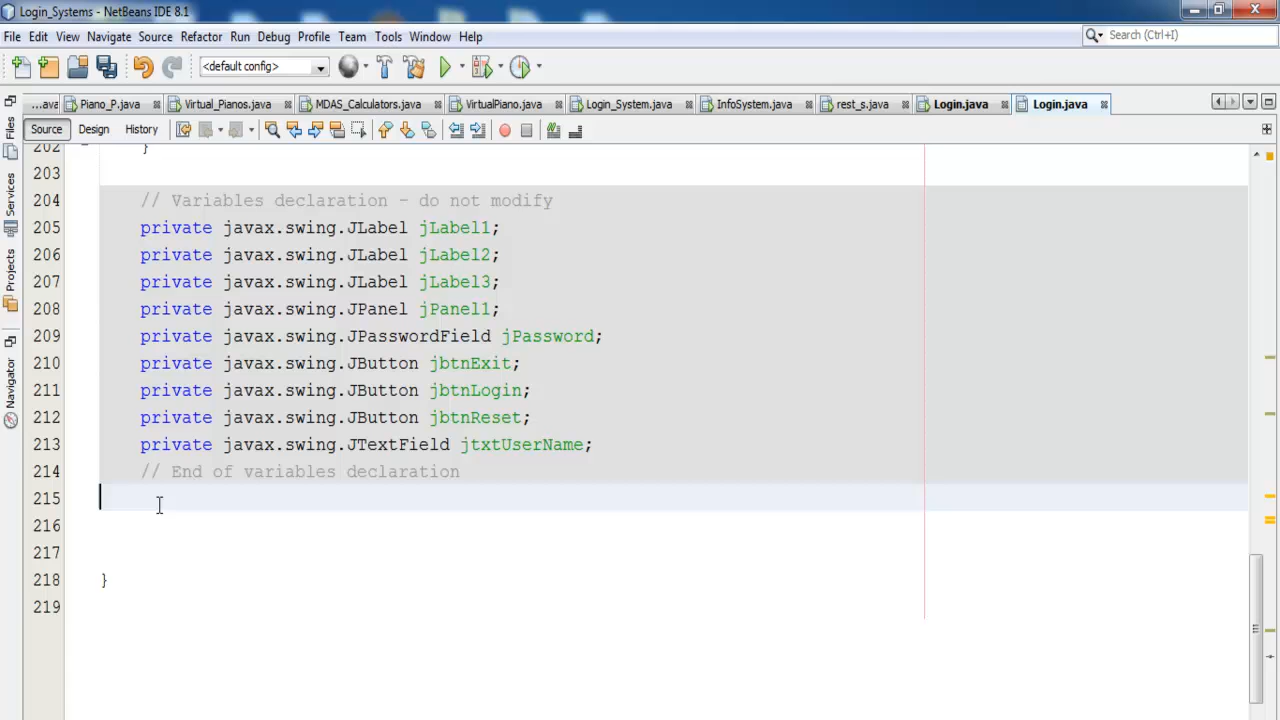 Login_Systems - NetBeans IDE 8.1
File Edit View Navigate Source Refactor Run Debug Profile Team Tools Window Help
Search (Ctrl+I)
<default config>
...ava Piano_P.java Virtual_Pianos.java MDAS_Calculators.java VirtualPiano.java Login_System.java InfoSystem.java rest_s.java Login.java Login.java
Source Design History
Files
Services
Projects
Navigator
202 }
203
204 // Variables declaration - do not modify
205 private javax.swing.JLabel jLabel1;
206 private javax.swing.JLabel jLabel2;
207 private javax.swing.JLabel jLabel3;
208 private javax.swing.JPanel jPanel1;
209 private javax.swing.JPasswordField jPassword;
210 private javax.swing.JButton jbtnExit;
211 private javax.swing.JButton jbtnLogin;
212 private javax.swing.JButton jbtnReset;
213 private javax.swing.JTextField jtxtUserName;
214 // End of variables declaration
215
216
217
218 }
219